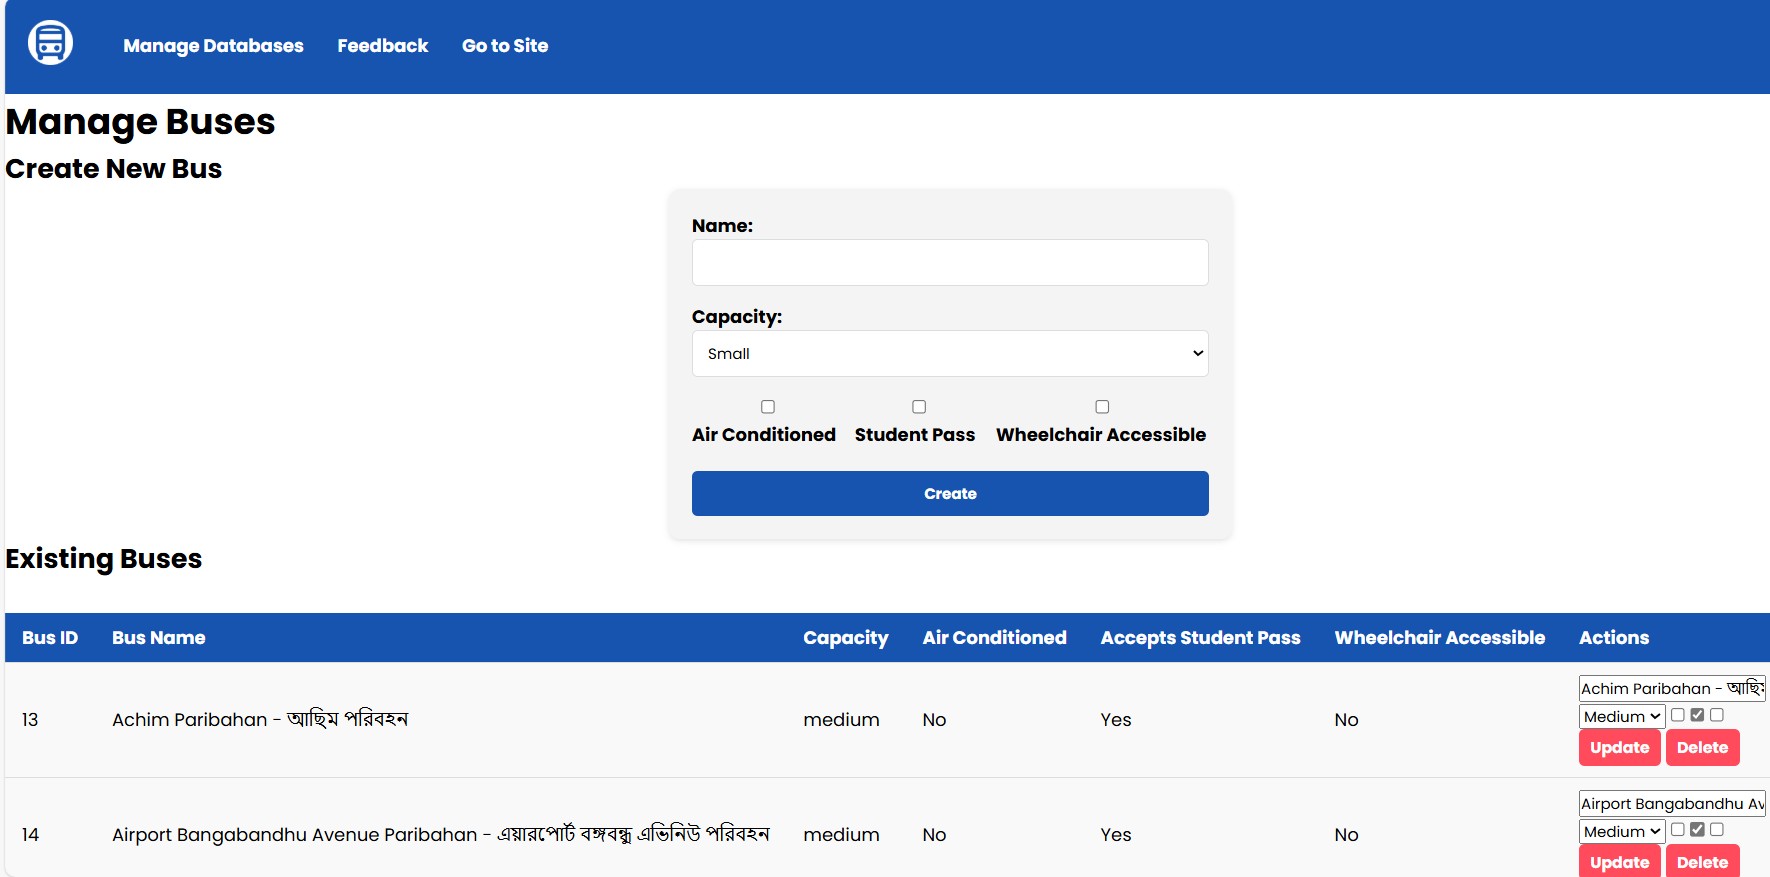 Manage Databases Feedback Go to Site
Manage Buses
Create New Bus
Name:
Capacity:
Small
Air Conditioned Student Pass Wheelchair Accessible
Create
Existing Buses
Bus ID Bus Name Capacity Air Conditioned Accepts Student Pass Wheelchair Accessible Actions
Achim Paribahan - আছিম
13 Achim Paribahan - আছিম পরিবহন medium No Yes No Medium
Update Delete
Airport Bangabandhu Av
14 Airport Bangabandhu Avenue Paribahan - এয়ারপোর্ট বঙ্গবন্ধু এভিনিউ পরিবহন medium No Yes No Medium
Update Delete